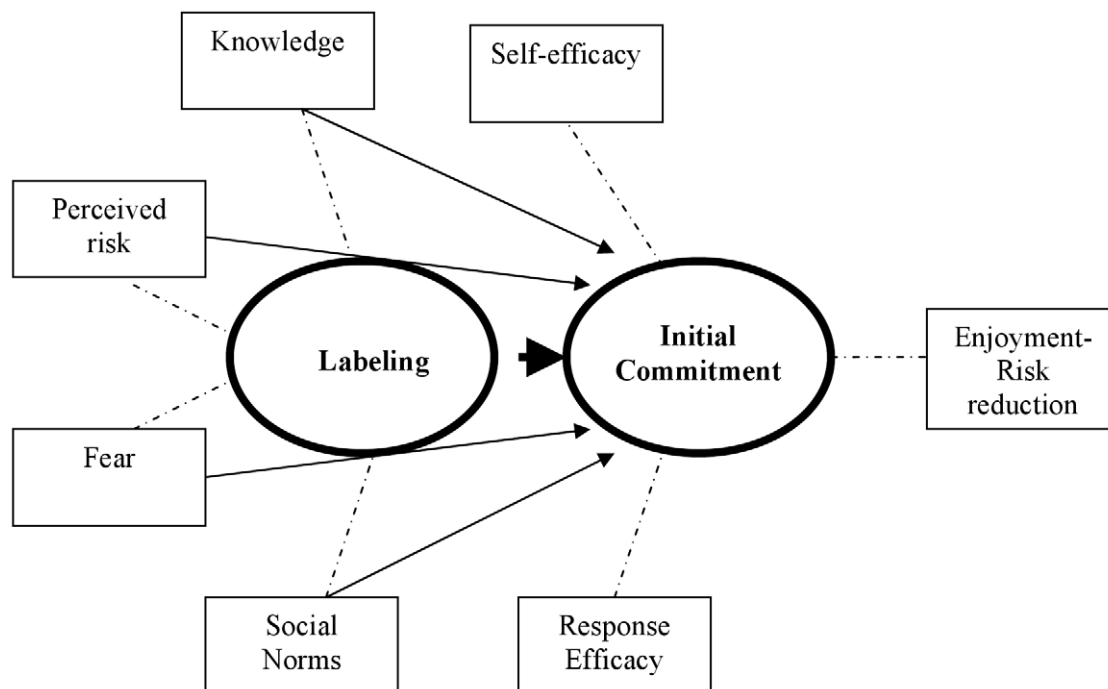 Knowledge
Self-efficacy
Perceived
risk
Labeling
Initial
Commitment
Enjoyment-
Risk
reduction
Fear
Social
Norms
Response
Efficacy